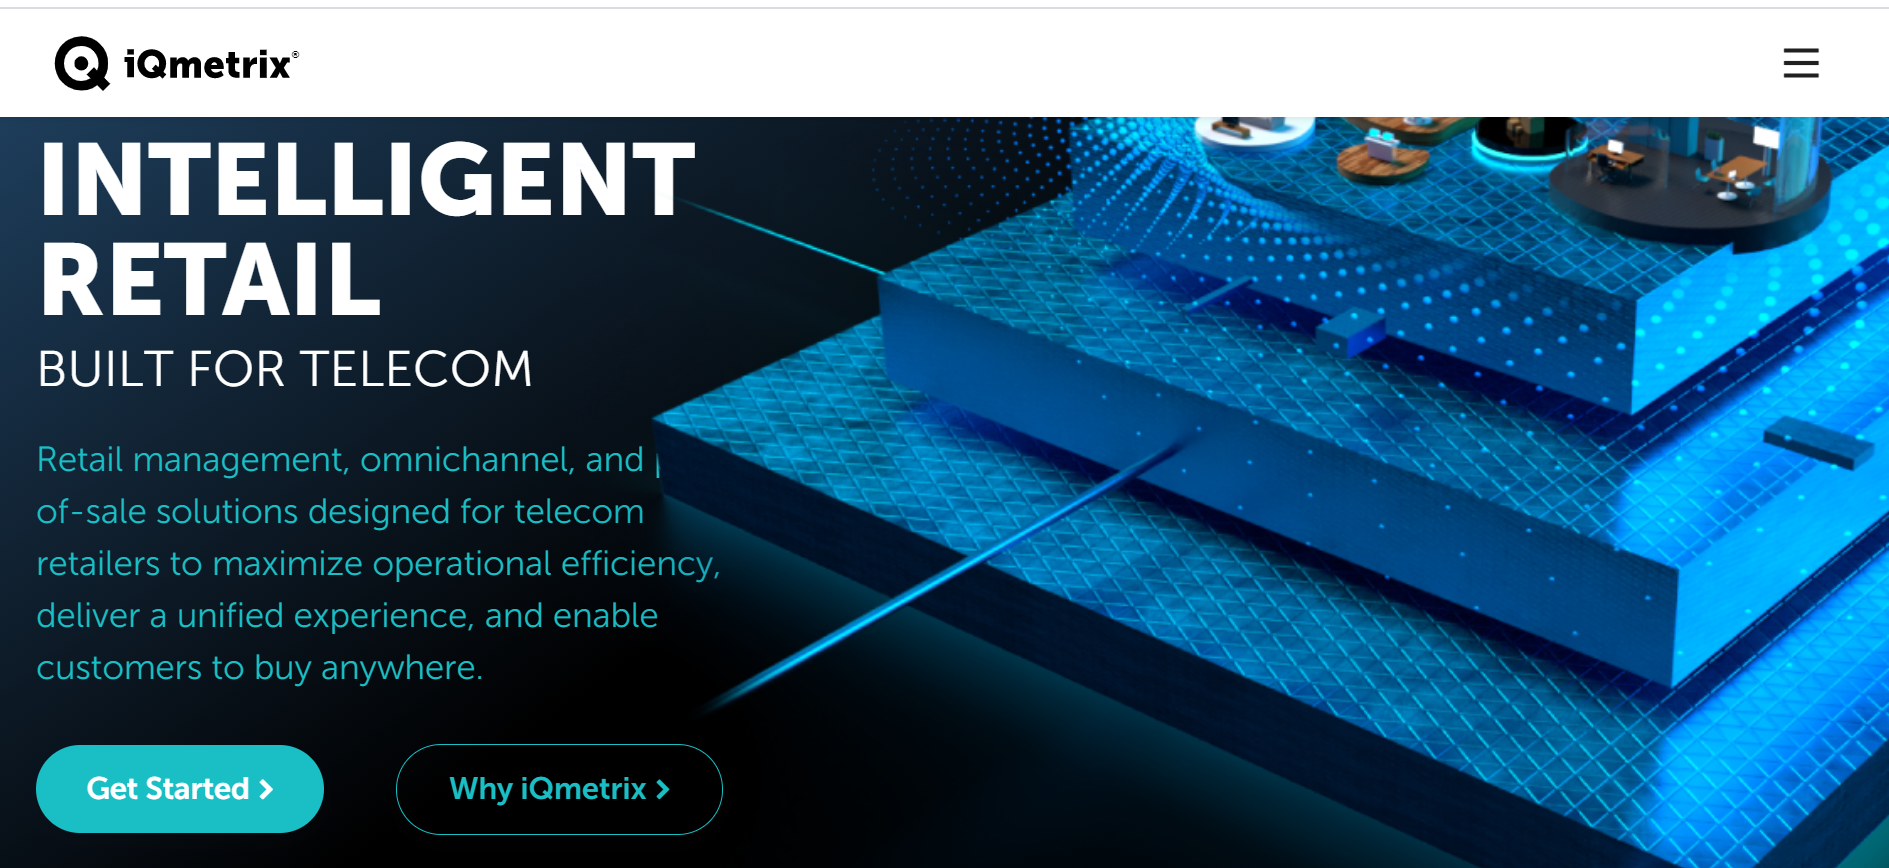 iQmetrix®
INTELLIGENT
RETAIL
BUILT FOR TELECOM
Retail management, omnichannel, and
of-sale solutions designed for telecom
retailers to maximize operational efficiency,
deliver a unified experience, and enable
customers to buy anywhere.
Get Started
Why iQmetrix